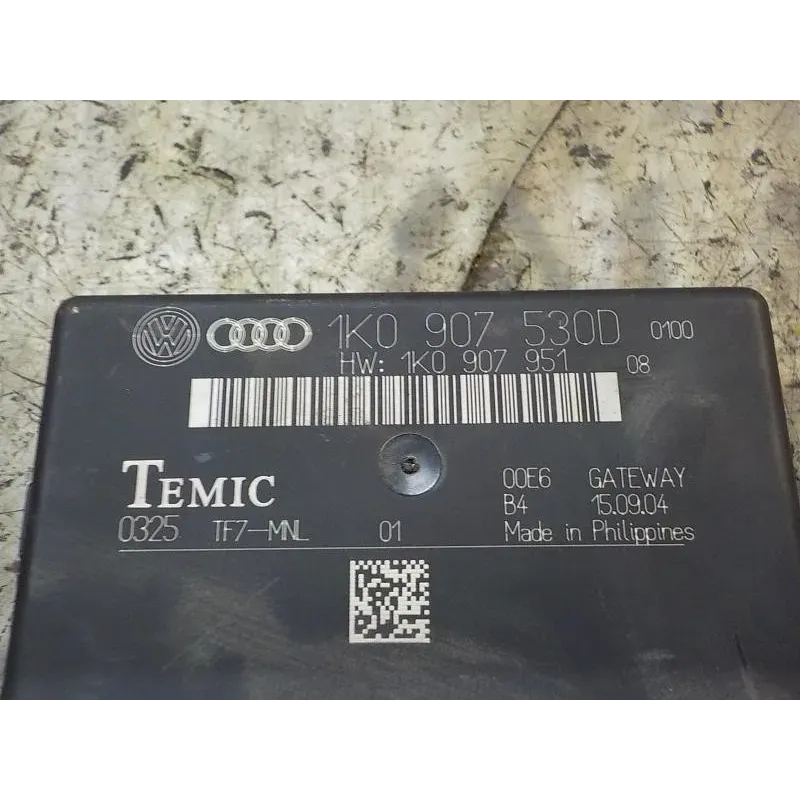 1K0 907 530D 0100
HW: 1K0 907 951 08
TEMIC
00E6 GATEWAY
B4 15.09.04
0325 TF7-MNL 01 Made in Philippines